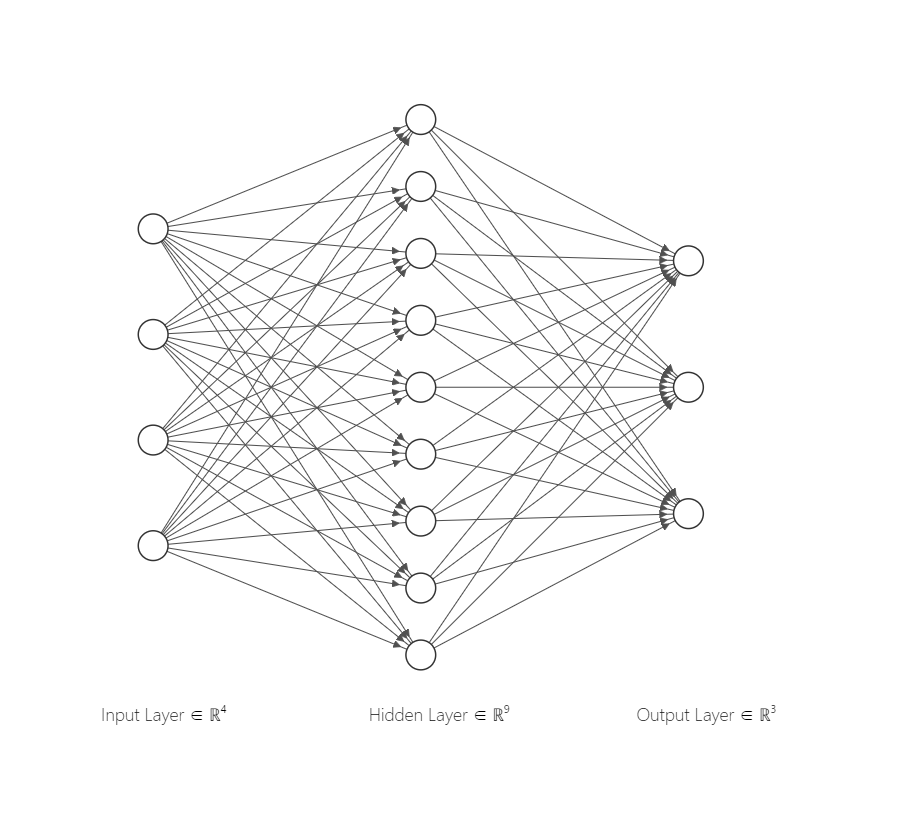 Input Layer ∈ ℝ⁴
Hidden Layer ∈ ℝ⁹
Output Layer ∈ ℝ³